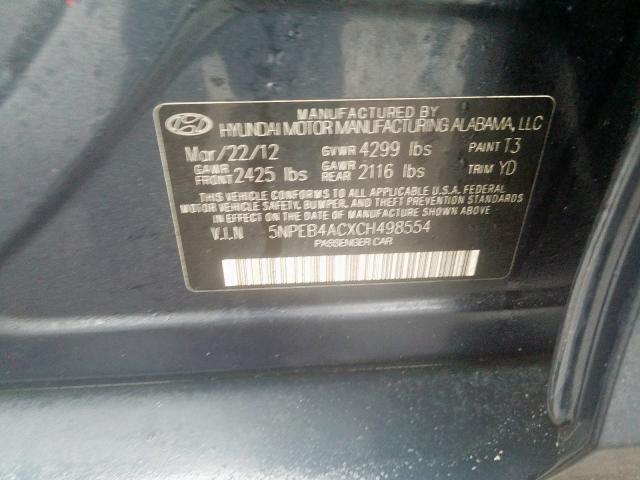 MANUFACTURED BY
HYUNDAI MOTOR MANUFACTURING ALABAMA, LLC
Mar/22/12 GVWR 4299 lbs PAINT T3
GAWR FRONT 2425 lbs GAWR REAR 2116 lbs TRIM YD
THIS VEHICLE CONFORMS TO ALL APPLICABLE U.S.A. FEDERAL
MOTOR VEHICLE SAFETY, BUMPER, AND THEFT PREVENTION STANDARDS
IN EFFECT ON THE DATE OF MANUFACTURE SHOWN ABOVE
V.I.N 5NPEB4ACXCH498554
PASSENGER CAR